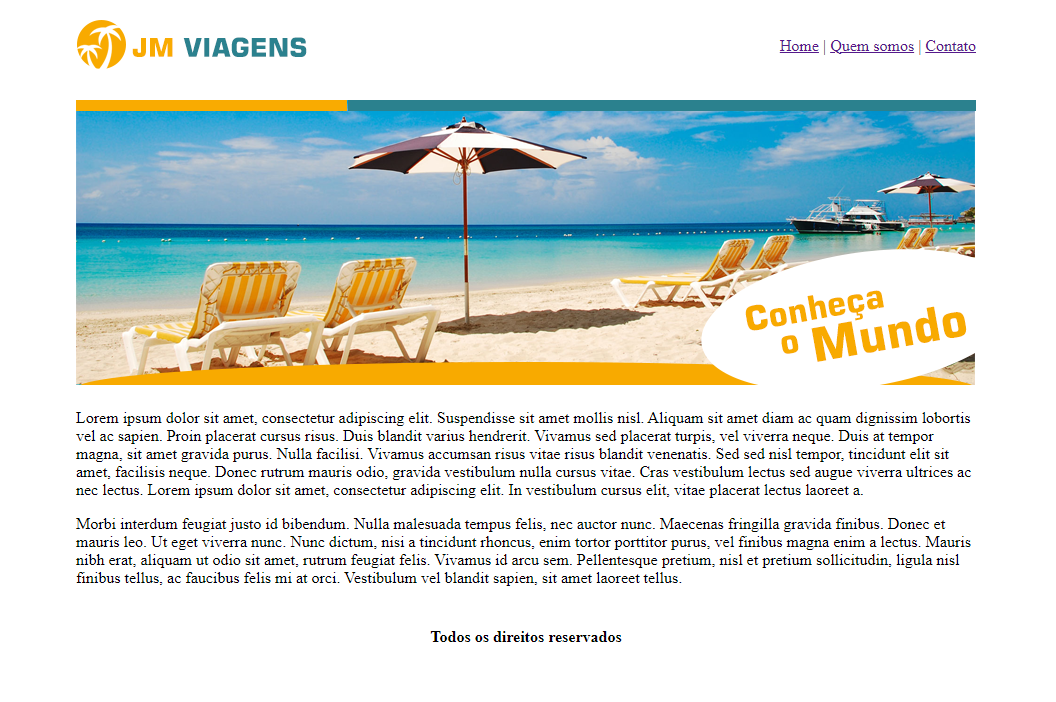 JM VIAGENS
Home | Quem somos | Contato
Conheça
o Mundo
Lorem ipsum dolor sit amet, consectetur adipiscing elit. Suspendisse sit amet mollis nisl. Aliquam sit amet diam ac quam dignissim lobortis
vel ac sapien. Proin placerat cursus risus. Duis blandit varius hendrerit. Vivamus sed placerat turpis, vel viverra neque. Duis at tempor
magna, sit amet gravida purus. Nulla facilisi. Vivamus accumsan risus vitae risus blandit venenatis. Sed sed nisl tempor, tincidunt elit sit
amet, facilisis neque. Donec rutrum mauris odio, gravida vestibulum nulla cursus vitae. Cras vestibulum lectus sed augue viverra ultrices ac
nec lectus. Lorem ipsum dolor sit amet, consectetur adipiscing elit. In vestibulum cursus elit, vitae placerat lectus laoreet a.
Morbi interdum feugiat justo id bibendum. Nulla malesuada tempus felis, nec auctor nunc. Maecenas fringilla gravida finibus. Donec et
mauris leo. Ut eget viverra nunc. Nunc dictum, nisi a tincidunt rhoncus, enim tortor porttitor purus, vel finibus magna enim a lectus. Mauris
nibh erat, aliquam ut odio sit amet, rutrum feugiat felis. Vivamus id arcu sem. Pellentesque pretium, nisl et pretium sollicitudin, ligula nisl
finibus tellus, ac faucibus felis mi at orci. Vestibulum vel blandit sapien, sit amet laoreet tellus.
Todos os direitos reservados